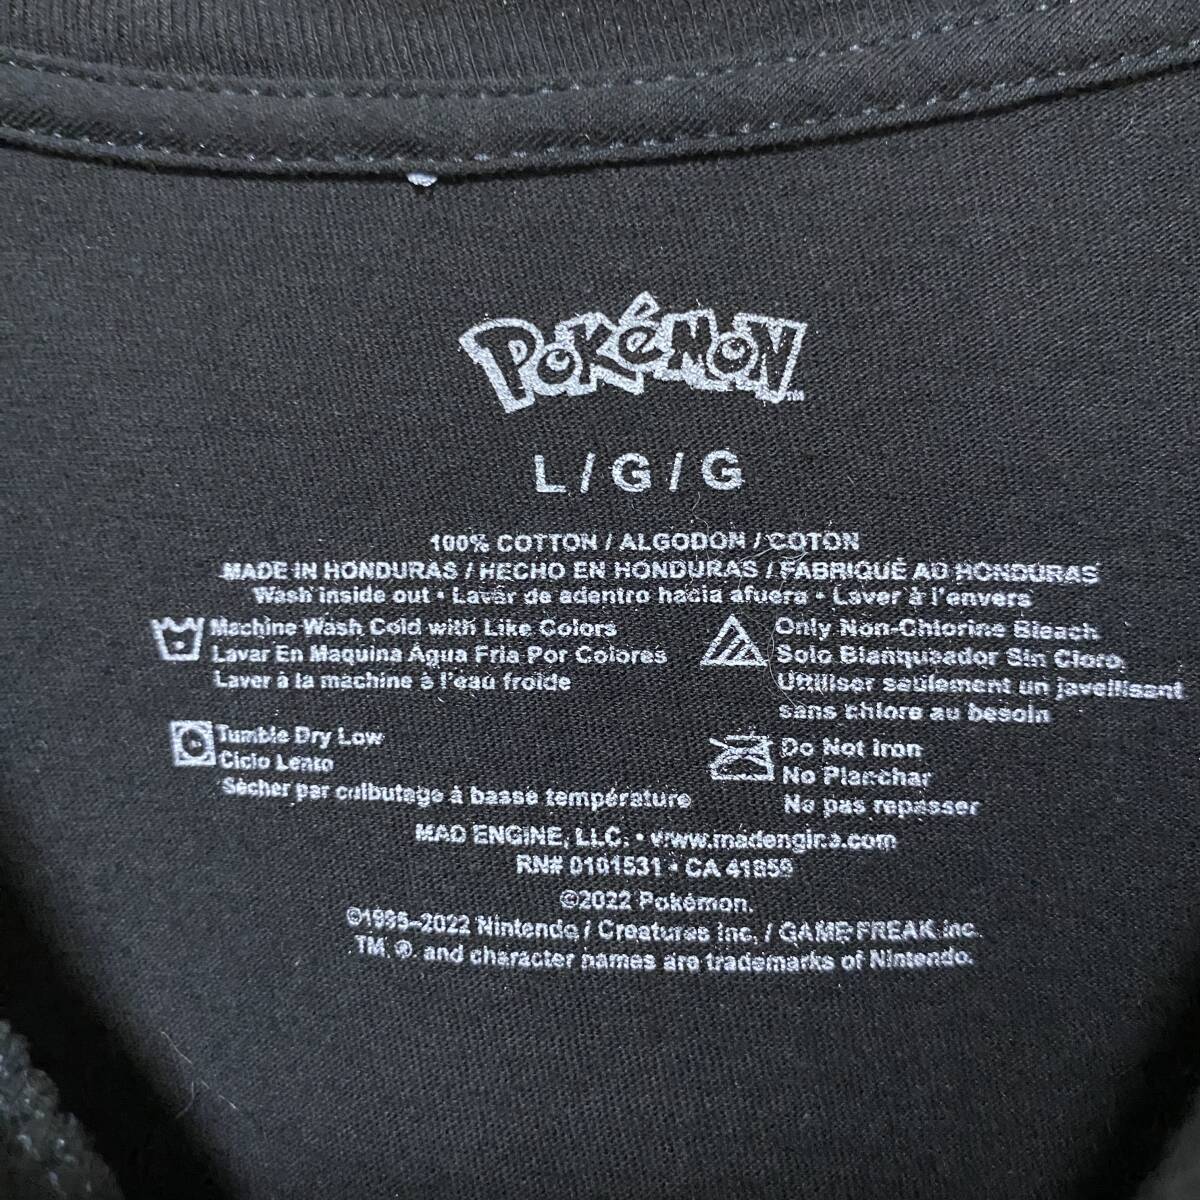 POKéMON™
L / G / G
100% COTTON / ALGODON / COTON
MADE IN HONDURAS / HECHO EN HONDURAS / FABRIQUÉ AU HONDURAS
Wash inside out • Lavar de adentro hacia afuera • Laver à l'envers
Machine Wash Cold with Like Colors
Lavar En Maquina Agua Fria Por Colores
Laver à la machine à l'eau froide
Only Non-Chlorine Bleach
Solo Blanqueador Sin Cloro
Utiliser seulement un javellisant
sans chlore au besoin
Tumble Dry Low
Ciclo Lento
Sècher par culbutage à basse température
Do Not Iron
No Planchar
Ne pas repasser
MAD ENGINE, LLC. • www.madengine.com
RN# 0101531 • CA 41859
©2022 Pokémon.
©1995–2022 Nintendo / Creatures Inc. / GAME FREAK inc.
TM, ®, and character names are trademarks of Nintendo.